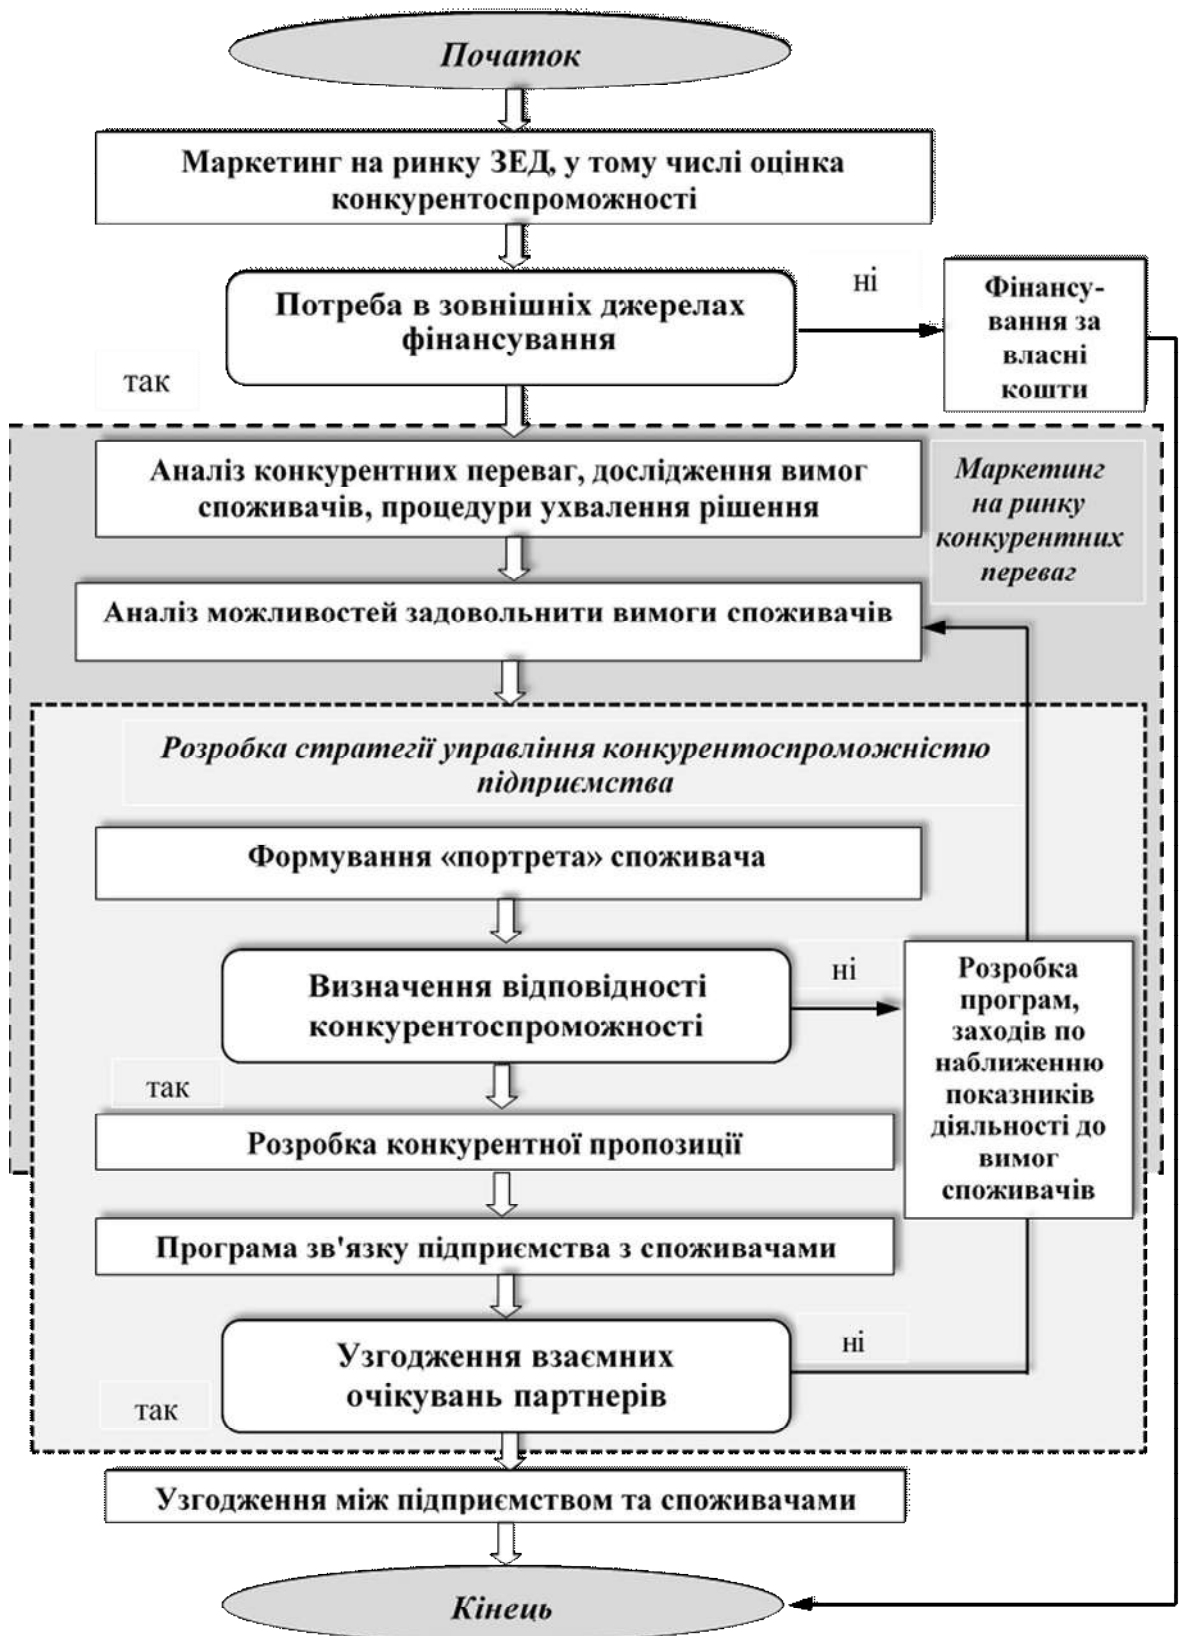 Початок
Маркетинг на ринку ЗЕД, у тому числі оцінка
конкурентоспроможності
Потреба в зовнішніх джерелах
фінансування
ні
Фінансу-
вання за
власні
кошти
так
Аналіз конкурентних переваг, дослідження вимог
споживачів, процедури ухвалення рішення
Маркетинг
на ринку
конкурентних
переваг
Аналіз можливостей задовольнити вимоги споживачів
Розробка стратегії управління конкурентоспроможністю
підприємства
Формування «портрета» споживача
Визначення відповідності
конкурентоспроможності
ні
Розробка
програм,
заходів по
наближенню
показників
діяльності до
вимог
споживачів
так
Розробка конкурентної пропозиції
Програма зв'язку підприємства з споживачами
Узгодження взаємних
очікувань партнерів
ні
так
Узгодження між підприємством та споживачами
Кінець